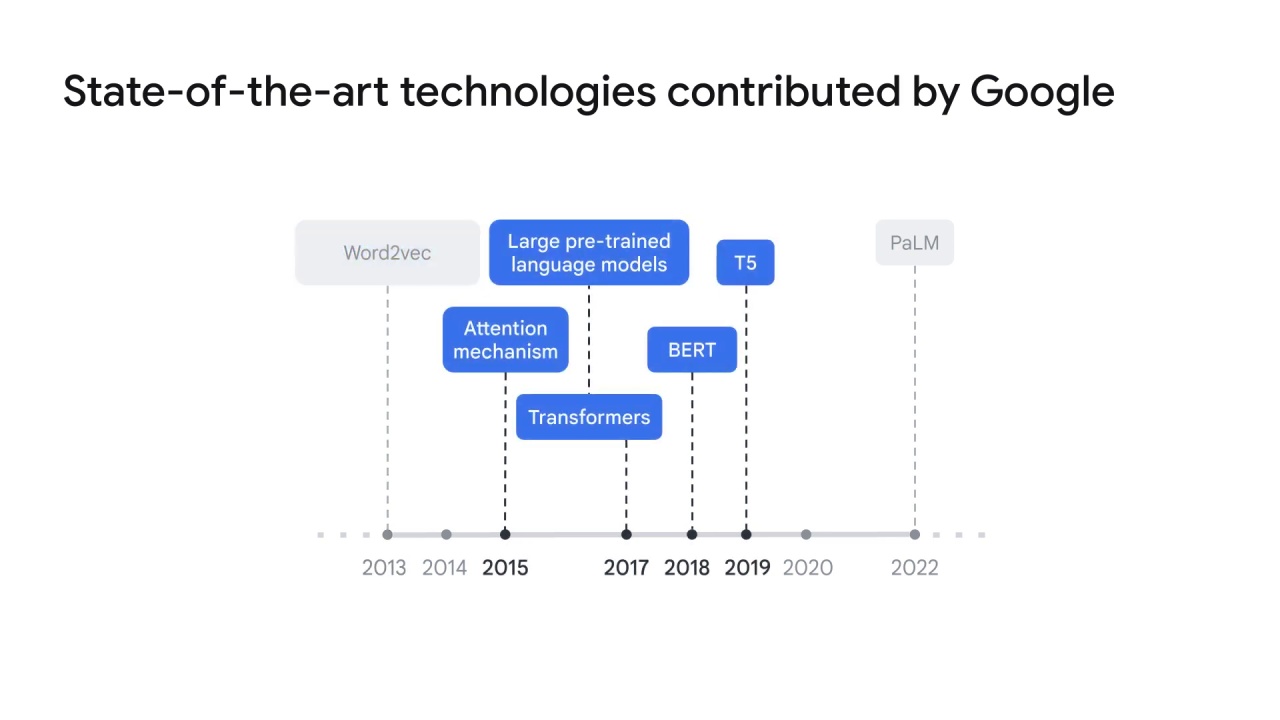 State-of-the-art technologies contributed by Google
Word2vec
Large pre-trained
language models
T5
PaLM
Attention
mechanism
BERT
Transformers
2013 2014 2015 2017 2018 2019 2020 2022